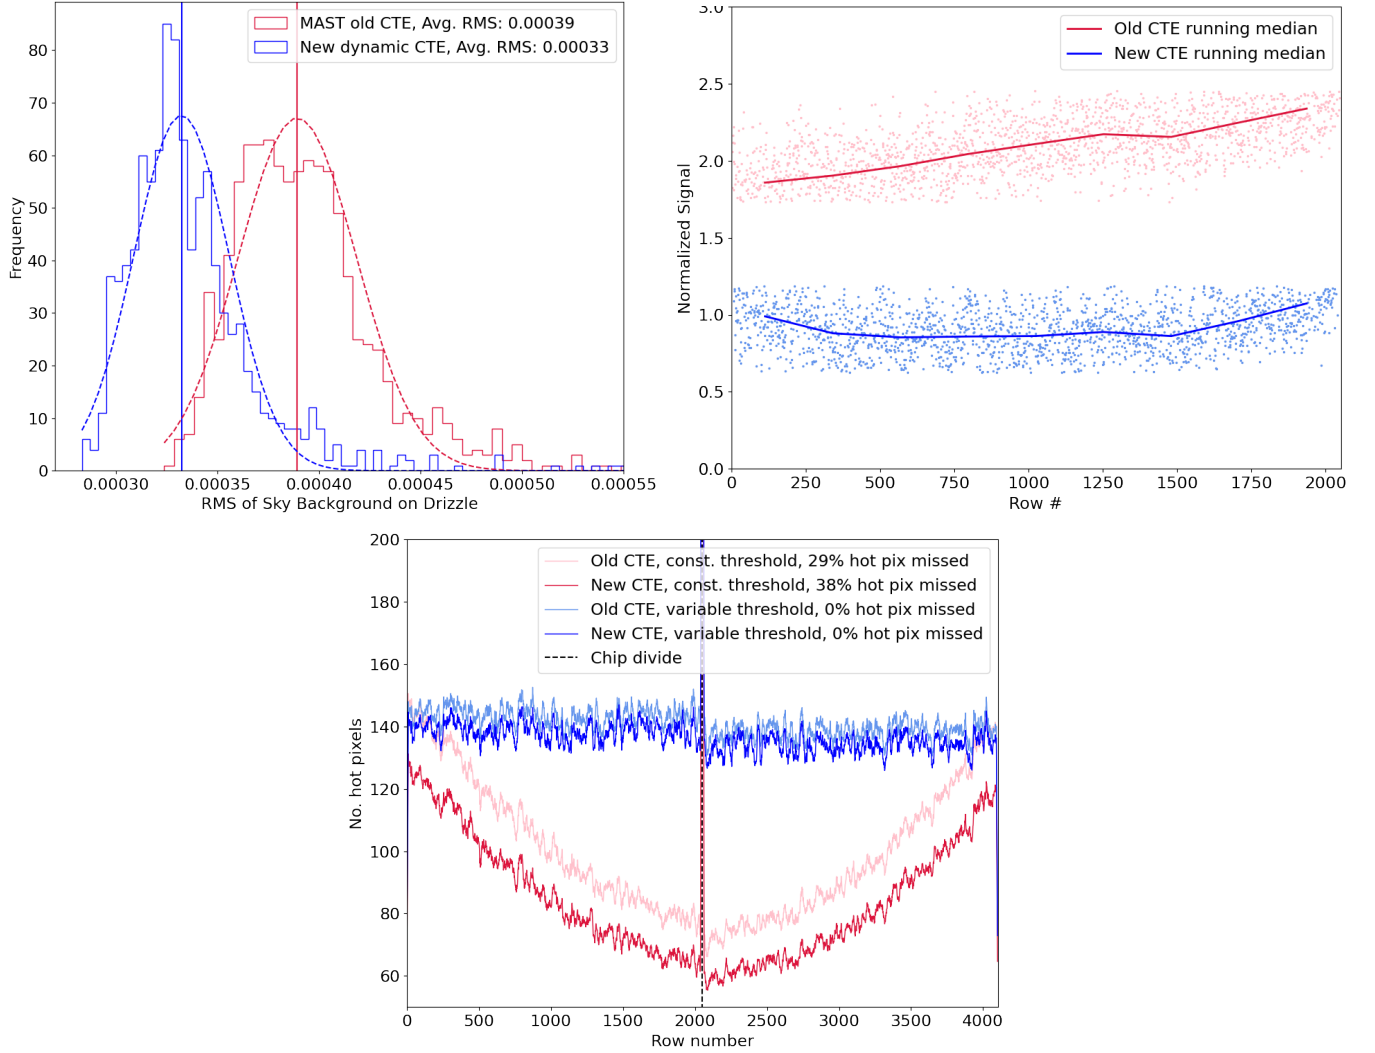 MAST old CTE, Avg. RMS: 0.00039
New dynamic CTE, Avg. RMS: 0.00033
Frequency
80
70
60
50
40
30
20
10
0
0.00030 0.00035 0.00040 0.00045 0.00050 0.00055
RMS of Sky Background on Drizzle
Old CTE running median
New CTE running median
Normalized Signal
3.0
2.5
2.0
1.5
1.0
0.5
0.0
0 250 500 750 1000 1250 1500 1750 2000
Row #
Old CTE, const. threshold, 29% hot pix missed
New CTE, const. threshold, 38% hot pix missed
Old CTE, variable threshold, 0% hot pix missed
New CTE, variable threshold, 0% hot pix missed
Chip divide
No. hot pixels
200
180
160
140
120
100
80
60
0 500 1000 1500 2000 2500 3000 3500 4000
Row number